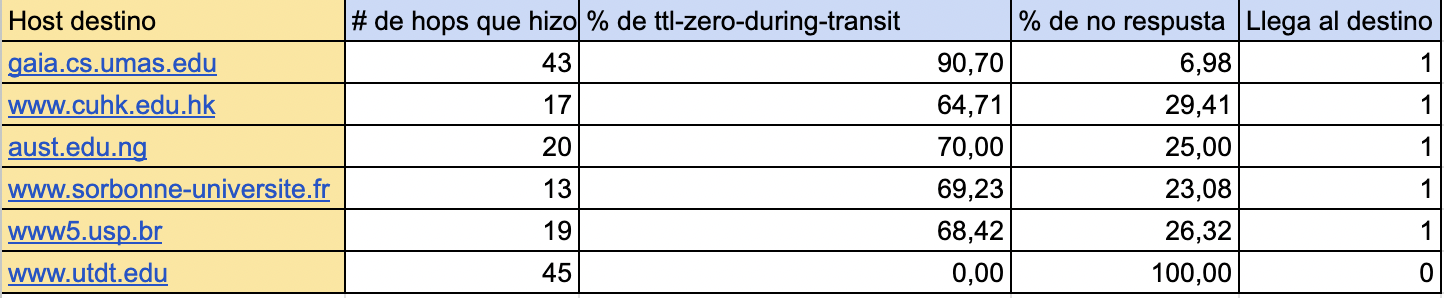 Host destino # de hops que hizo % de ttl-zero-during-transit % de no respusta Llega al destino
gaia.cs.umas.edu 43 90,70 6,98 1
www.cuhk.edu.hk 17 64,71 29,41 1
aust.edu.ng 20 70,00 25,00 1
www.sorbonne-universite.fr 13 69,23 23,08 1
www5.usp.br 19 68,42 26,32 1
www.utdt.edu 45 0,00 100,00 0